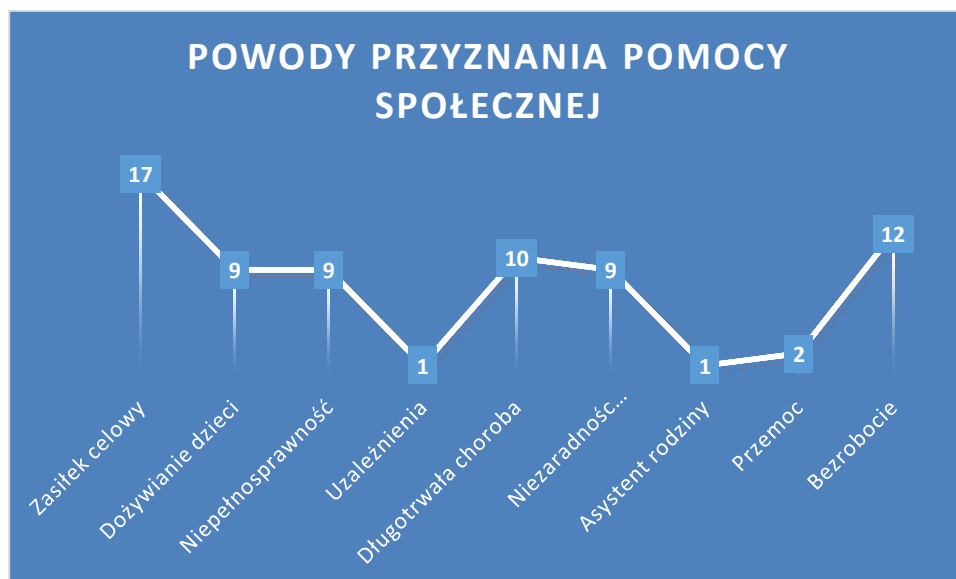 POWODY PRZYZNANIA POMOCY
SPOŁECZNEJ
17
9
9
1
10
9
1
2
12
Zasiłek celowy
Dożywianie dzieci
Niepełnosprawność
Uzależnienia
Długotrwała choroba
Niezaradnośc...
Asystent rodziny
Przemoc
Bezrobocie